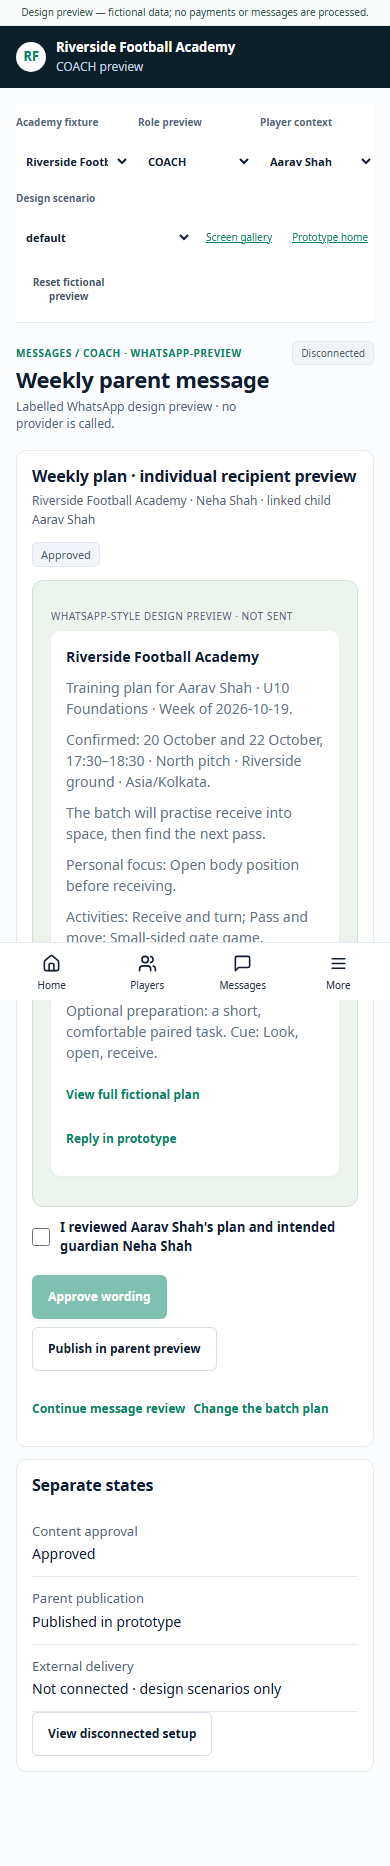 Design preview — fictional data; no payments or messages are processed.
RF
Riverside Football Academy
COACH preview
Academy fixture
Role preview
Player context
Riverside Footb
COACH
Aarav Shah
Design scenario
default
Screen gallery
Prototype home
Reset fictional
preview
MESSAGES / COACH · WHATSAPP-PREVIEW
Disconnected
Weekly parent message
Labelled WhatsApp design preview · no
provider is called.
Weekly plan · individual recipient preview
Riverside Football Academy · Neha Shah · linked child
Aarav Shah
Approved
WHATSAPP-STYLE DESIGN PREVIEW · NOT SENT
Riverside Football Academy
Training plan for Aarav Shah · U10
Foundations · Week of 2026-10-19.
Confirmed: 20 October and 22 October,
17:30–18:30 · North pitch · Riverside
ground · Asia/Kolkata.
The batch will practise receive into
space, then find the next pass.
Personal focus: Open body position
before receiving.
Activities: Receive and turn; Pass and
move; Small-sided gate game.
Home
Players
Messages
More
Optional preparation: a short,
comfortable paired task. Cue: Look,
open, receive.
View full fictional plan
Reply in prototype
I reviewed Aarav Shah's plan and intended
guardian Neha Shah
Approve wording
Publish in parent preview
Continue message review
Change the batch plan
Separate states
Content approval
Approved
Parent publication
Published in prototype
External delivery
Not connected · design scenarios only
View disconnected setup